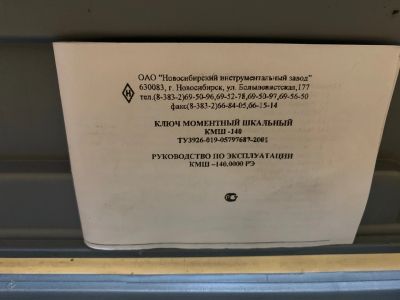 ОАО "Новосибирский инструментальный завод"
630083, г. Новосибирск, ул. Большевистская,177
тел.(8-383-2)69-50-96,69-52-78,69-50-97,69-56-50
факс(8-383-2)66-84-05,66-15-14
КЛЮЧ МОМЕНТНЫЙ ШКАЛЬНЫЙ
КМШ -140
ТУ3926-019-05797687-2001
РУКОВОДСТВО ПО ЭКСПЛУАТАЦИИ
КМШ –140.0000 РЭ